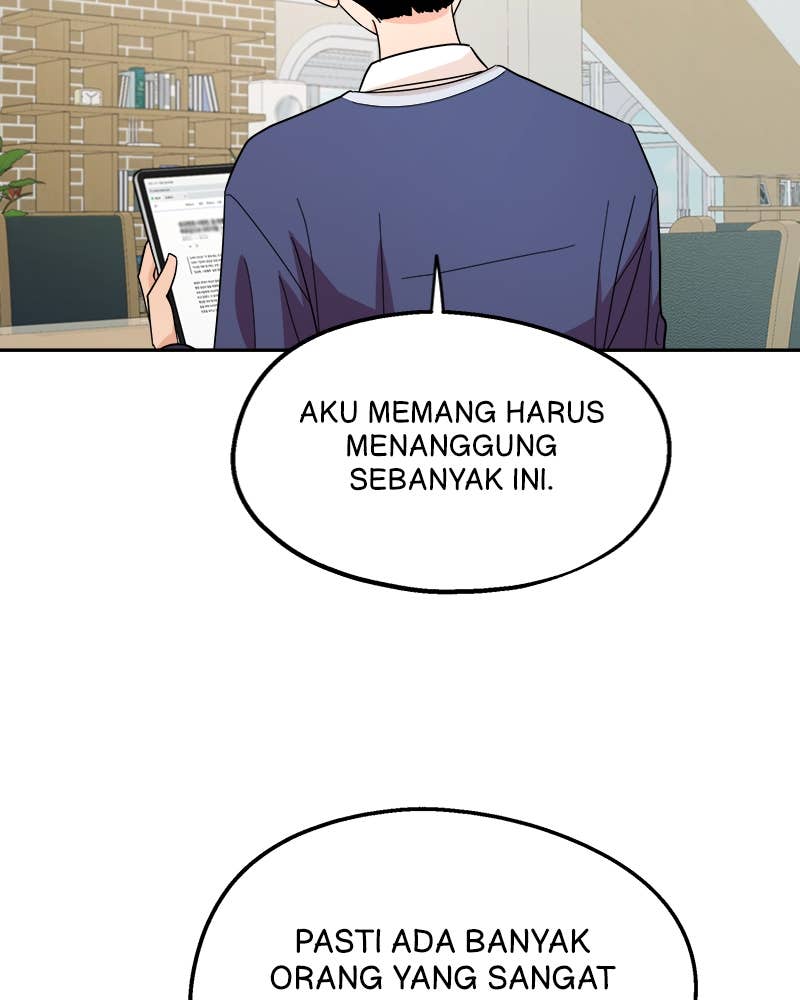 AKU MEMANG HARUS
MENANGGUNG
SEBANYAK INI.
PASTI ADA BANYAK
ORANG YANG SANGAT